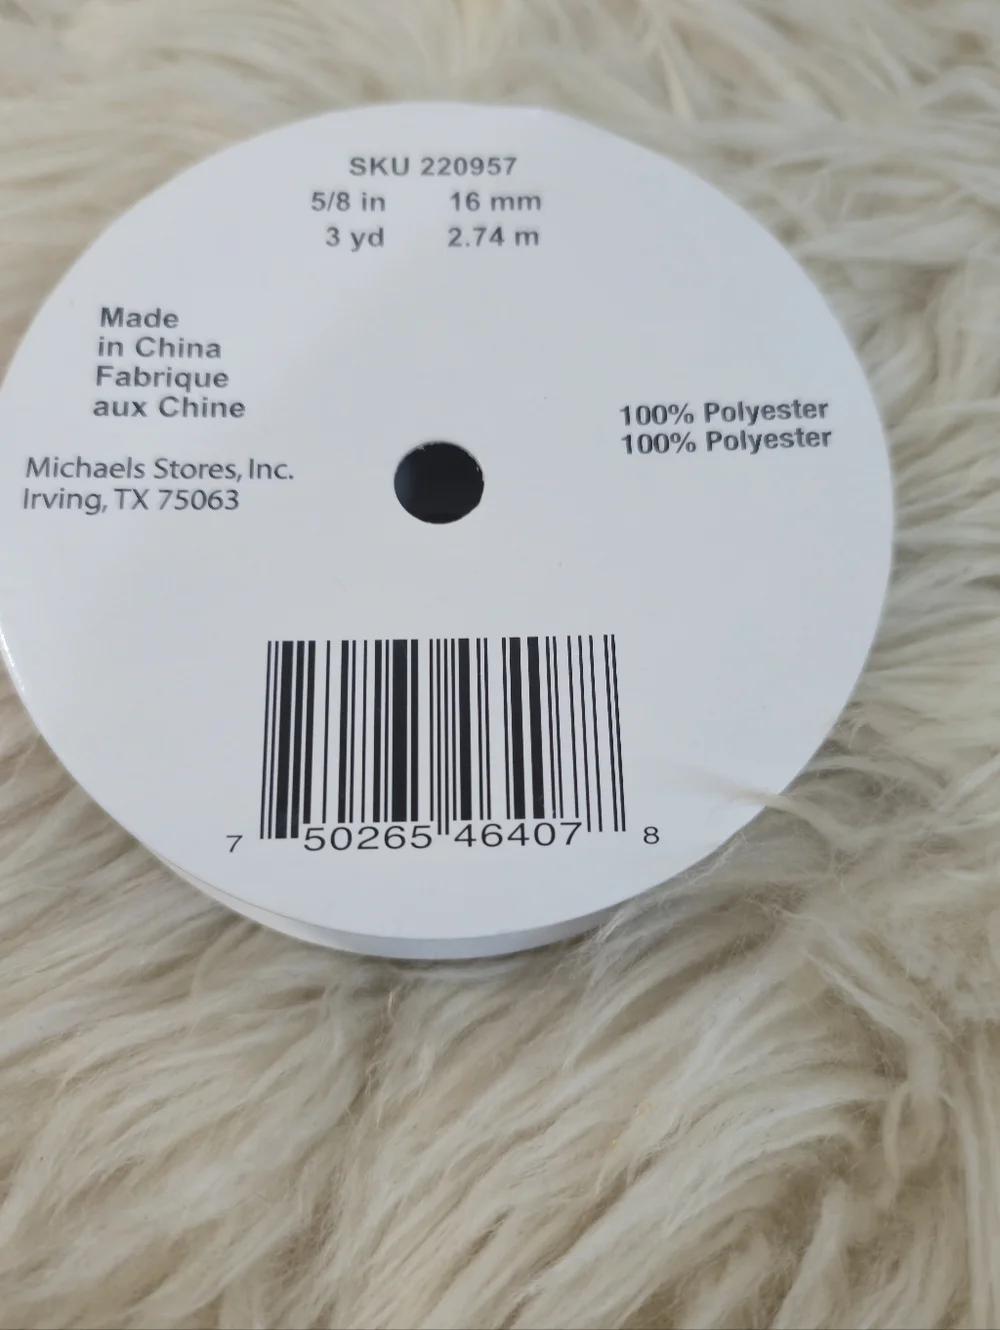 SKU 220957
5/8 in 16 mm
3 yd 2.74 m
Made
in China
Fabrique
aux Chine
Michaels Stores, Inc.
Irving, TX 75063
100% Polyester
100% Polyester
7 50265 46407 8